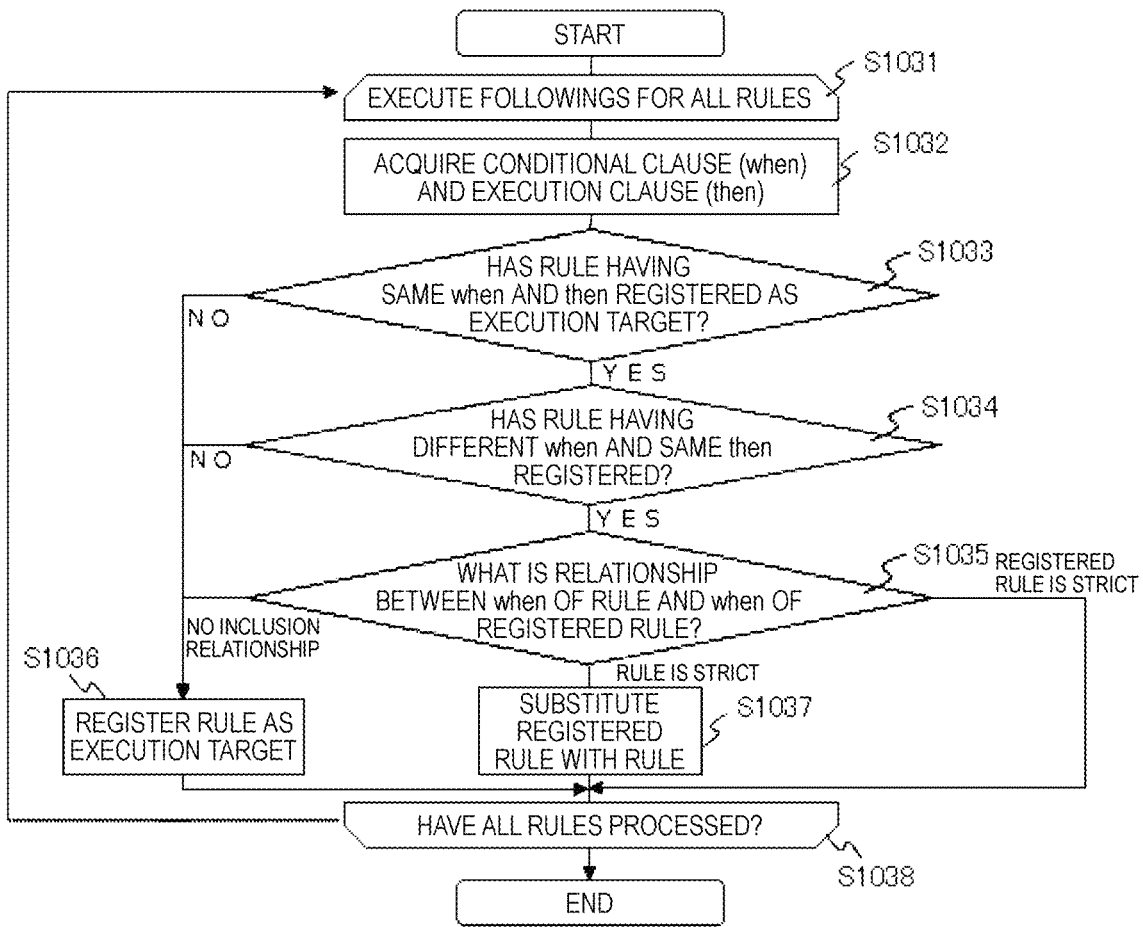 START
S1031
EXECUTE FOLLOWINGS FOR ALL RULES
S1032
ACQUIRE CONDITIONAL CLAUSE (when)
AND EXECUTION CLAUSE (then)
S1033
HAS RULE HAVING
SAME when AND then REGISTERED AS
EXECUTION TARGET?
NO
YES
S1034
HAS RULE HAVING
DIFFERENT when AND SAME then
REGISTERED?
NO
YES
S1035
REGISTERED
RULE IS STRICT
WHAT IS RELATIONSHIP
BETWEEN when OF RULE AND when OF
REGISTERED RULE?
NO INCLUSION
RELATIONSHIP
RULE IS STRICT
S1036
REGISTER RULE AS
EXECUTION TARGET
S1037
SUBSTITUTE
REGISTERED
RULE WITH RULE
HAVE ALL RULES PROCESSED?
S1038
END